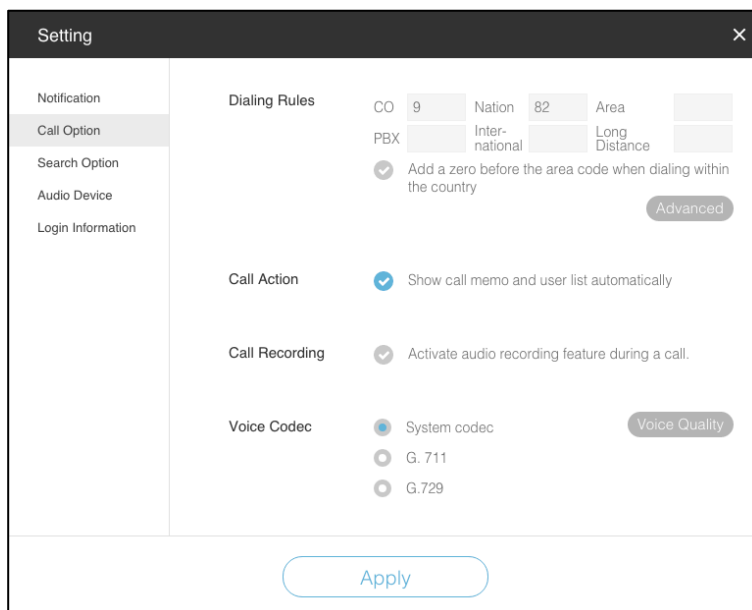 Setting
Notification
Call Option
Search Option
Audio Device
Login Information
Dialing Rules
CO 9 Nation 82 Area
PBX Inter-national Long Distance
Add a zero before the area code when dialing within
the country
Advanced
Call Action
Show call memo and user list automatically
Call Recording
Activate audio recording feature during a call.
Voice Codec
System codec
Voice Quality
G. 711
G.729
Apply